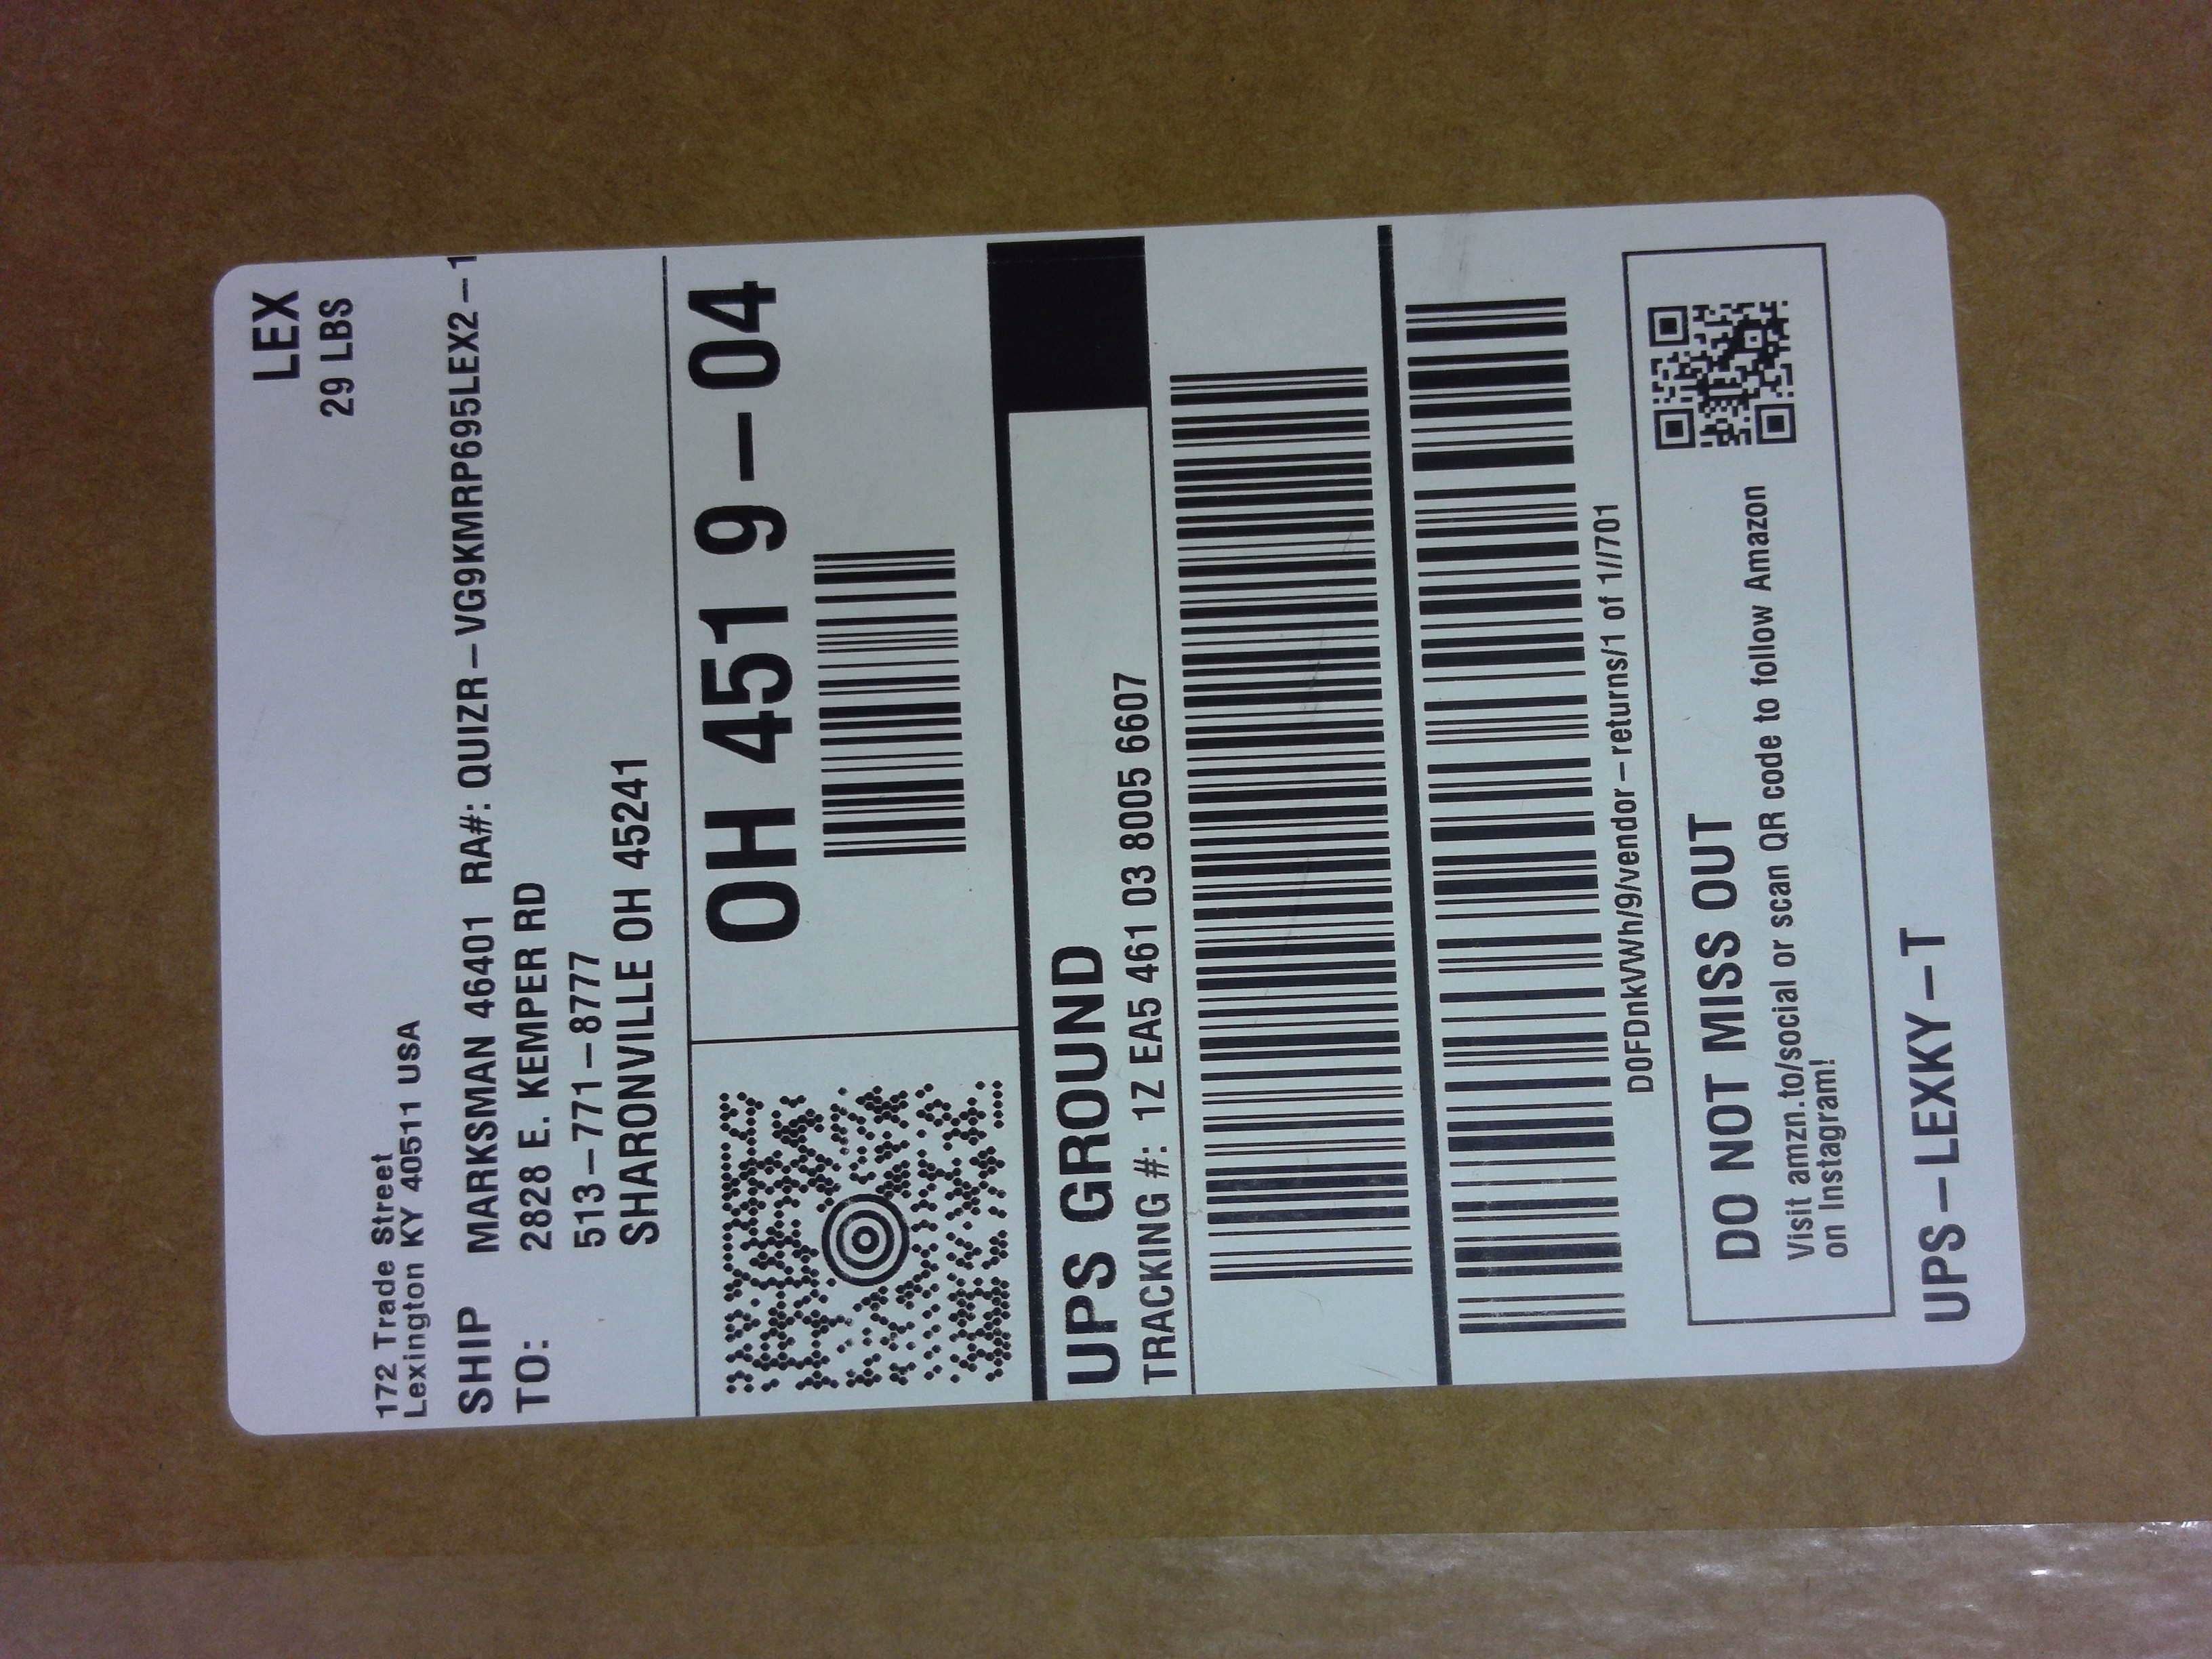 LEX
29 LBS
172 Trade Street
Lexington KY 40511 USA
SHIP MARKSMAN 46401 RA#: QUIZR-VG9KMRP695LEX2-1
TO: 2828 E. KEMPER RD
513-771-8777
SHARONVILLE OH 45241
OH 451 9-04
UPS GROUND
TRACKING #: 1Z EA5 461 03 8005 6607
D0FDnkVWh/9/vendor-returns/1 of 1//701
DO NOT MISS OUT
Visit amzn.to/social or scan QR code to follow Amazon
on Instagram!
UPS-LEXKY-T